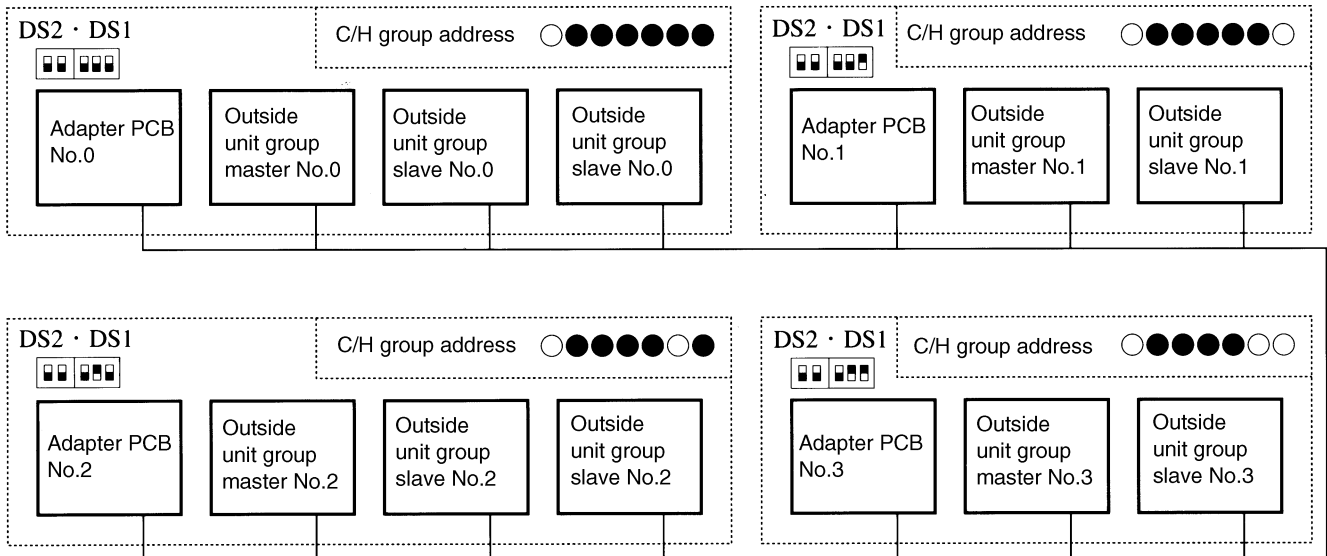 DS2 · DS1
C/H group address
Adapter PCB
No.0
Outside
unit group
master No.0
Outside
unit group
slave No.0
Outside
unit group
slave No.0
DS2 · DS1
C/H group address
Adapter PCB
No.1
Outside
unit group
master No.1
Outside
unit group
slave No.1
DS2 · DS1
C/H group address
Adapter PCB
No.2
Outside
unit group
master No.2
Outside
unit group
slave No.2
Outside
unit group
slave No.2
DS2 · DS1
C/H group address
Adapter PCB
No.3
Outside
unit group
master No.3
Outside
unit group
slave No.3